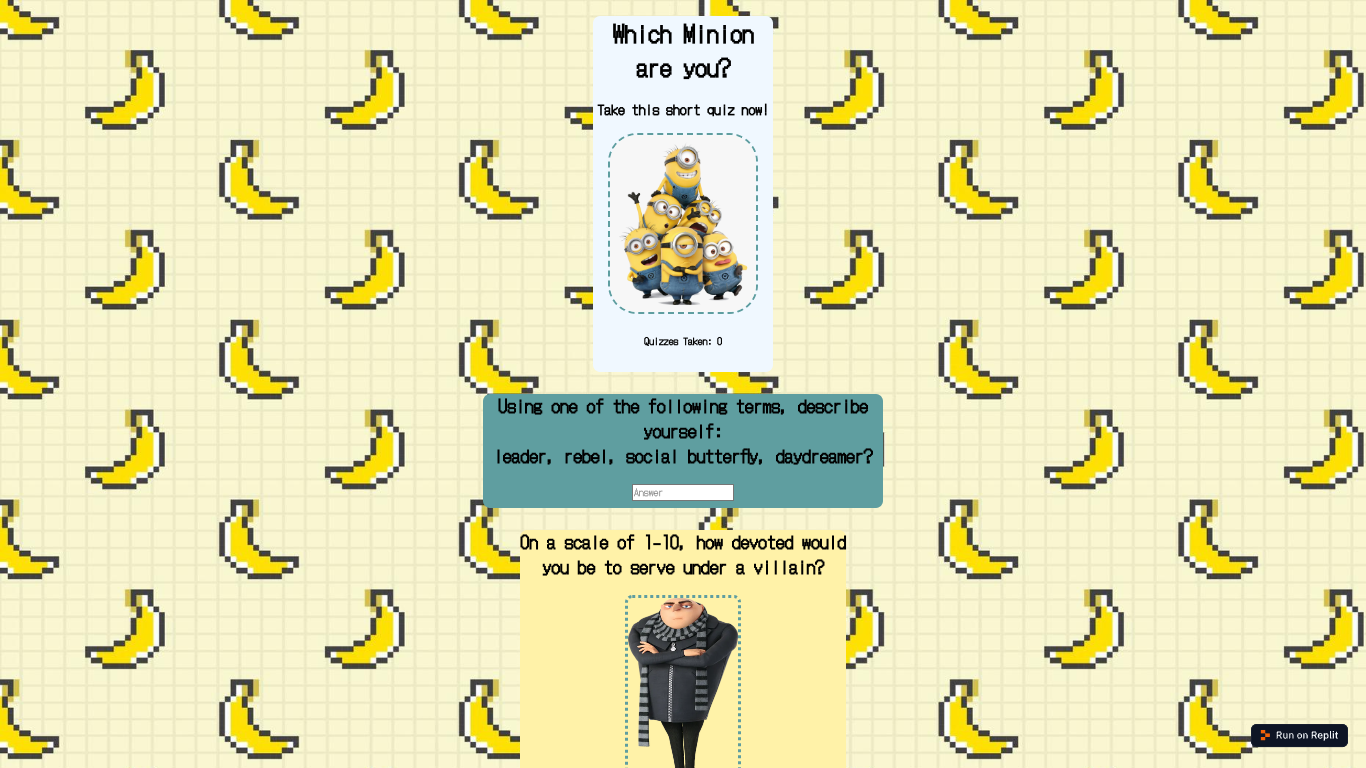 Which Minion
are you?
Take this short quiz now!
Quizzes Taken: 0
Using one of the following terms, describe
yourself:
leader, rebel, social butterfly, daydreamer?
Answer
On a scale of 1-10, how devoted would
you be to serve under a villain?
Run on Replit